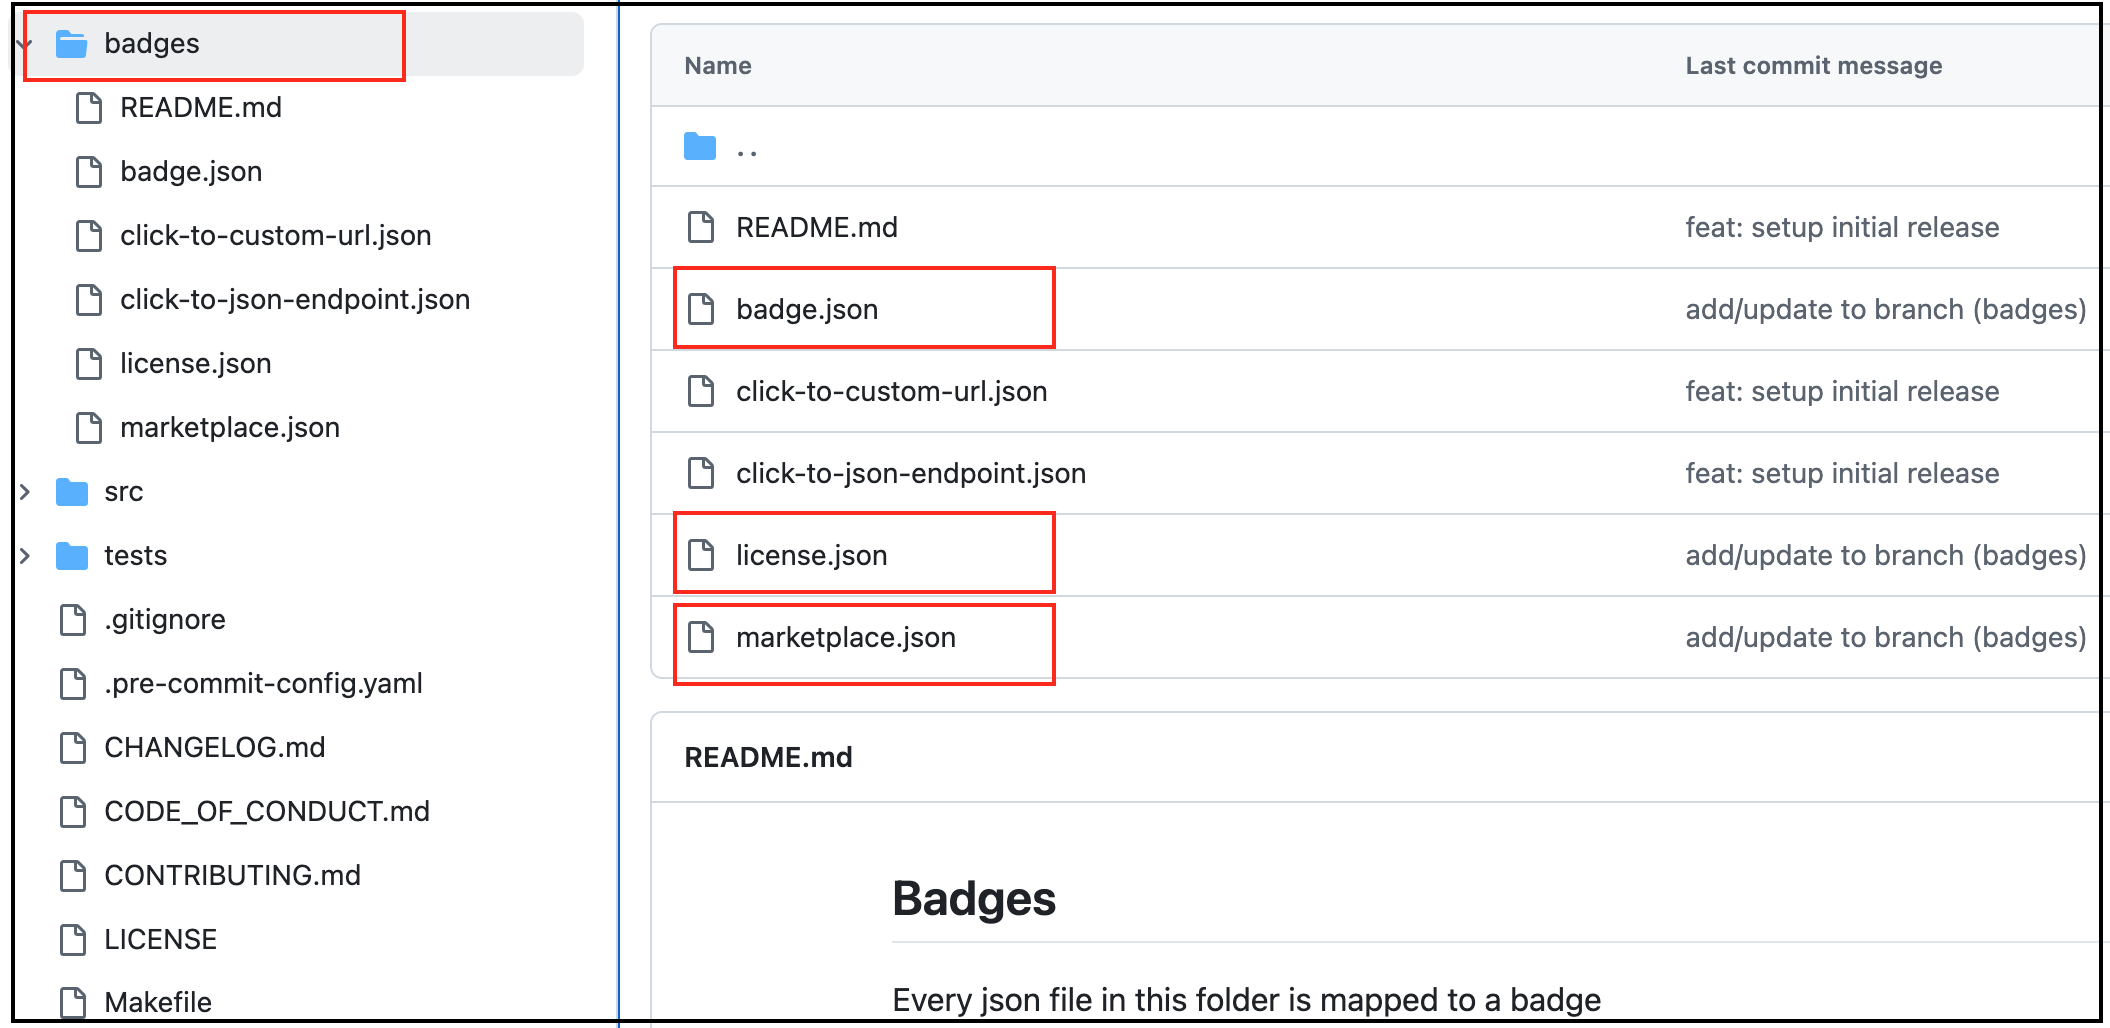 badges
README.md
badge.json
click-to-custom-url.json
click-to-json-endpoint.json
license.json
marketplace.json
src
tests
.gitignore
.pre-commit-config.yaml
CHANGELOG.md
CODE_OF_CONDUCT.md
CONTRIBUTING.md
LICENSE
Makefile
Name Last commit message
..
README.md feat: setup initial release
badge.json add/update to branch (badges)
click-to-custom-url.json feat: setup initial release
click-to-json-endpoint.json feat: setup initial release
license.json add/update to branch (badges)
marketplace.json add/update to branch (badges)
README.md
Badges
Every json file in this folder is mapped to a badge